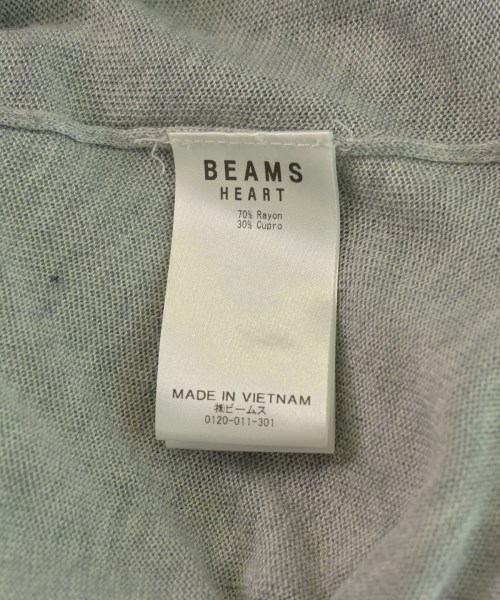 BEAMS
HEART
70% Rayon
30% Cupro
MADE IN VIETNAM
㈱ビームス
0120-011-301